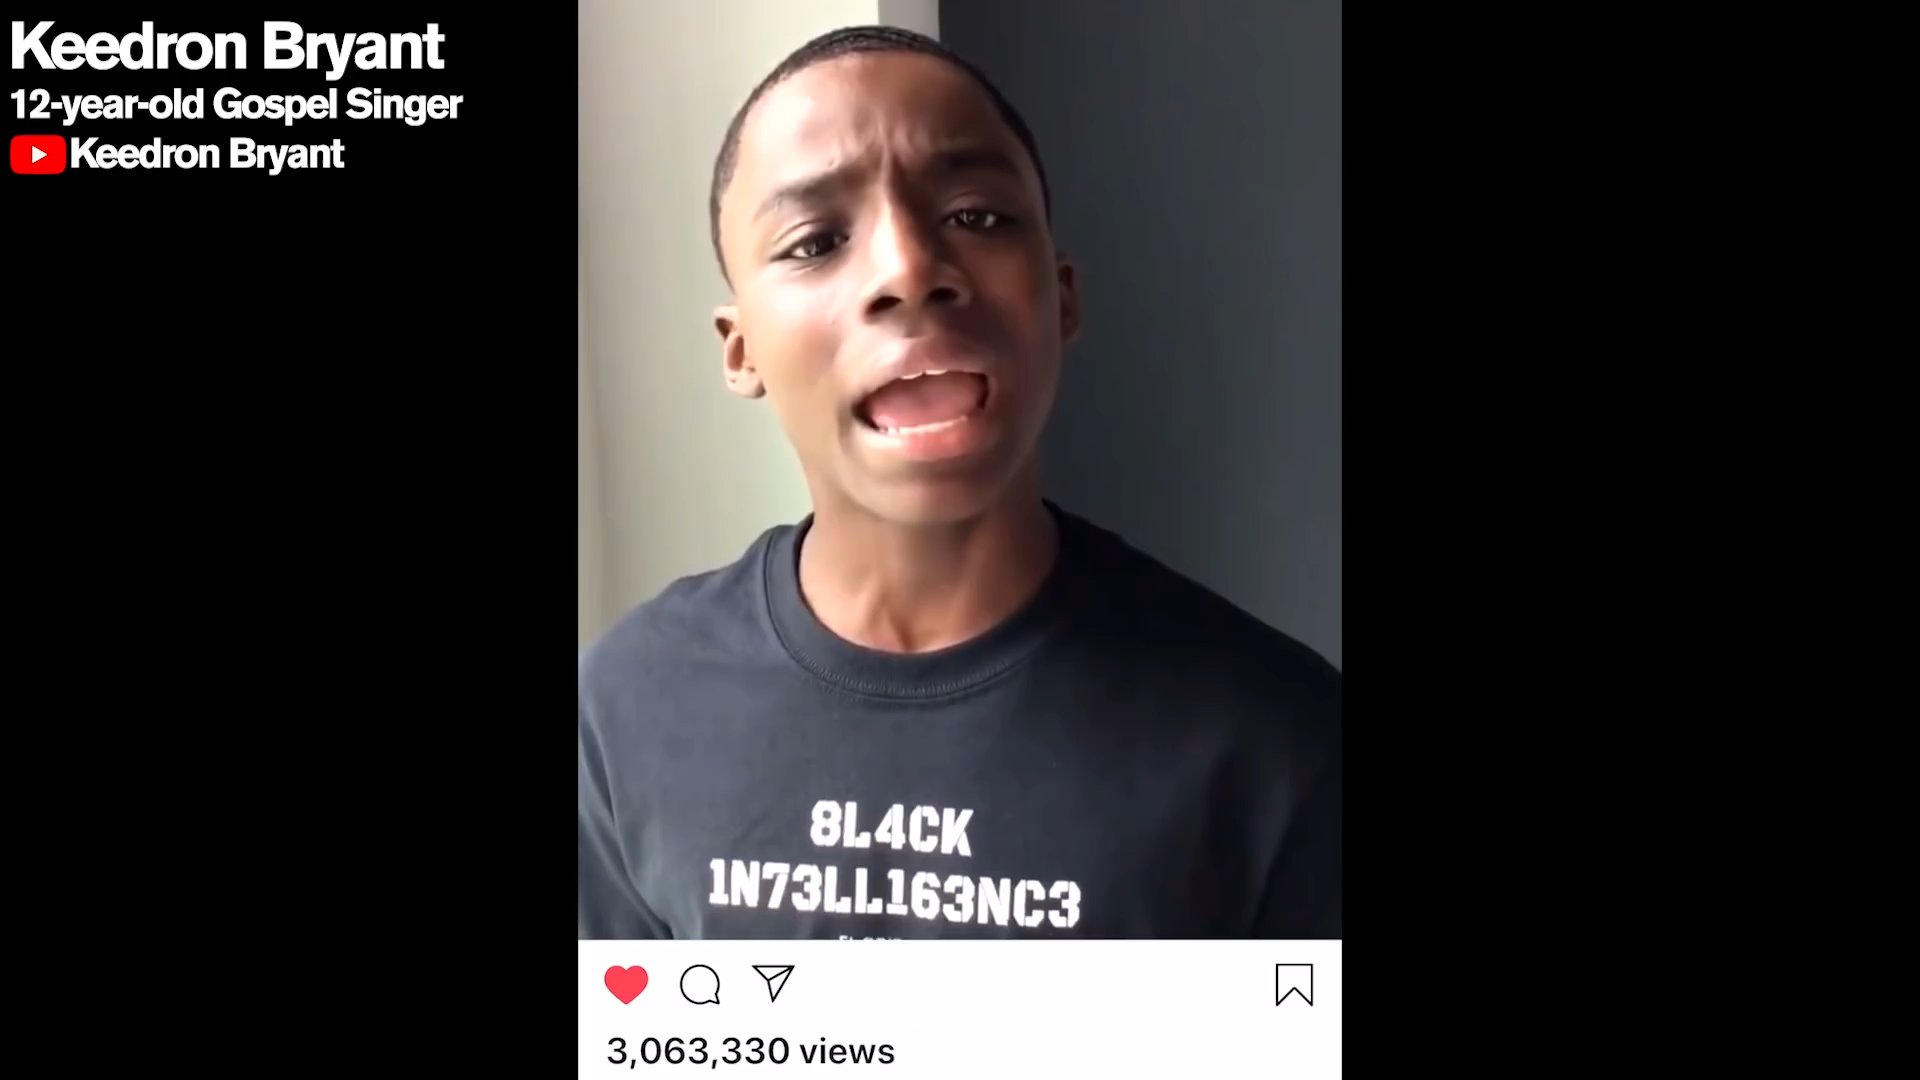 Keedron Bryant
12-year-old Gospel Singer
Keedron Bryant
8L4CK
1N73LL163NC3
3,063,330 views